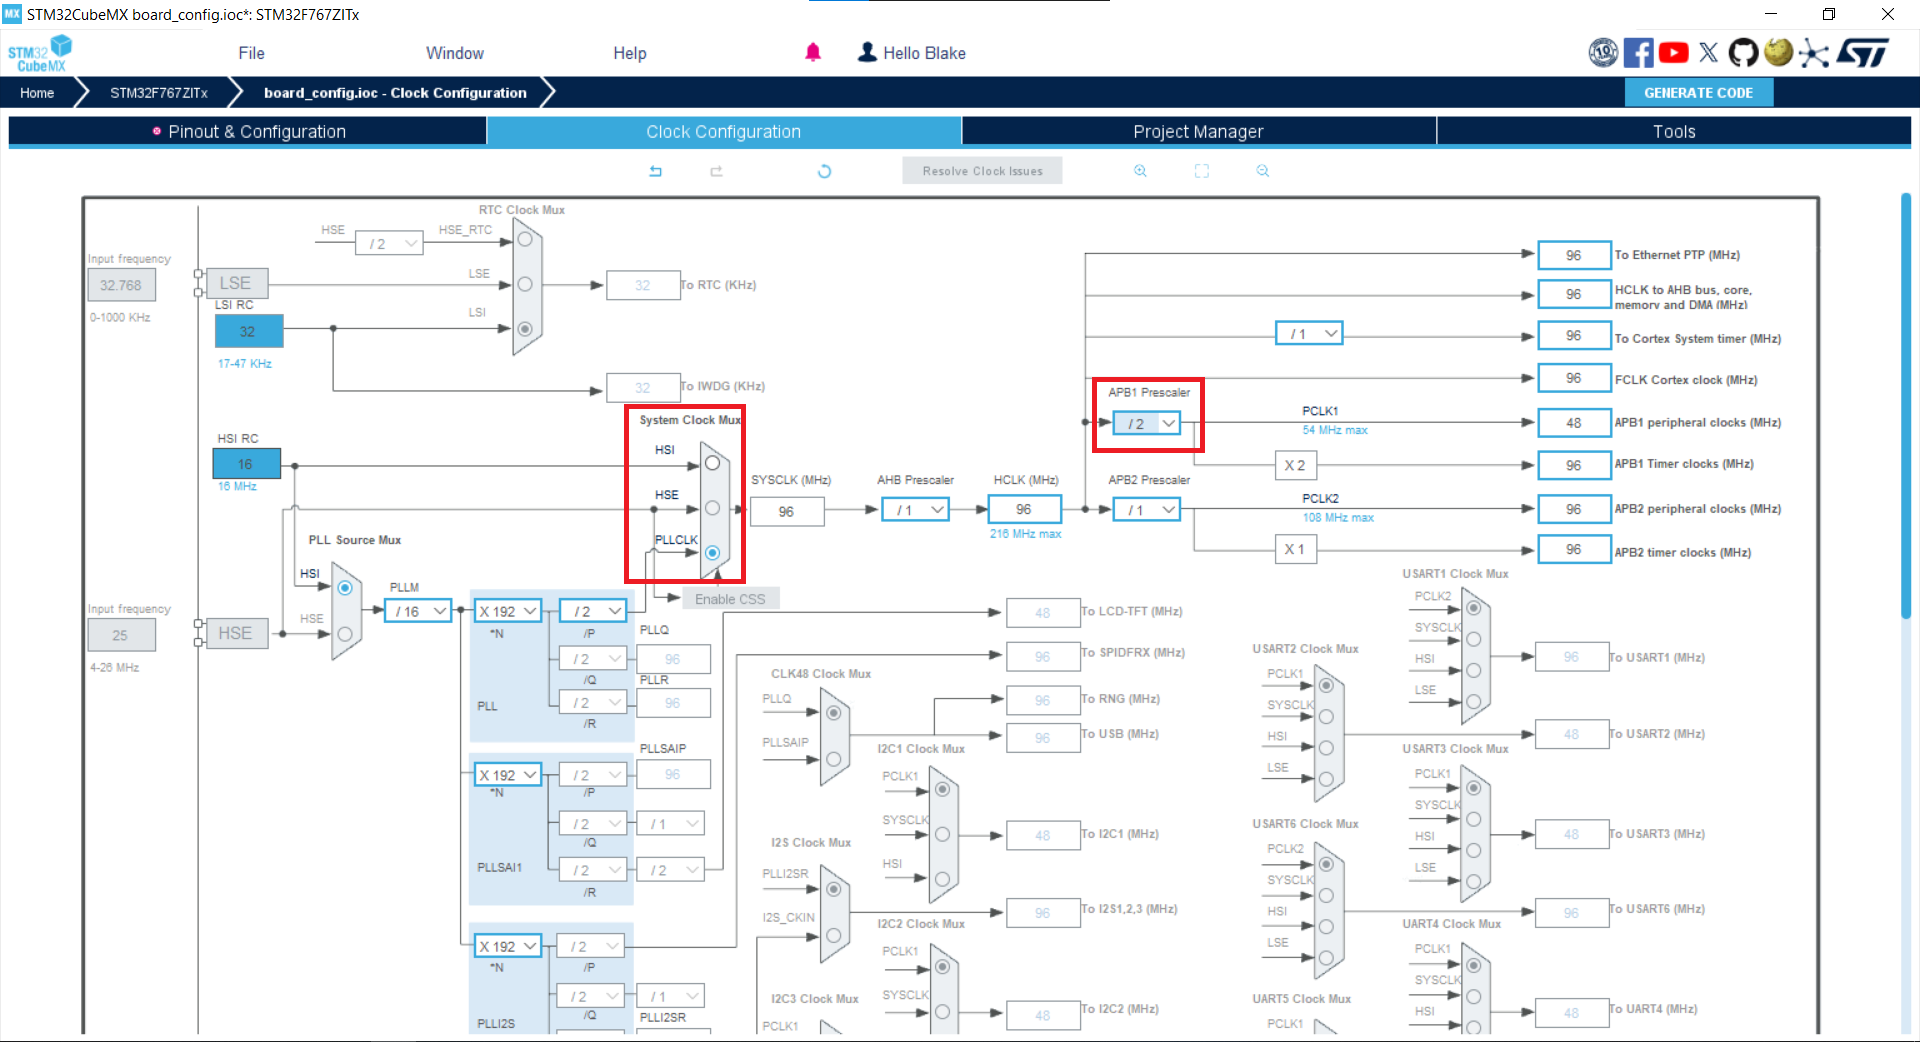 MX STM32CubeMX board_config.ioc*: STM32F767ZITx
STM32
CubeMX
File
Window
Help
Hello Blake
10
ST
Home
STM32F767ZITx
board_config.ioc - Clock Configuration
GENERATE CODE
Pinout & Configuration
Clock Configuration
Project Manager
Tools
Resolve Clock Issues
RTC Clock Mux
HSE
/ 2
HSE_RTC
Input frequency
32.768
0-1000 KHz
LSE
LSE
LSI RC
32
17-47 KHz
LSI
32
To RTC (KHz)
32
To IWDG (KHz)
96
To Ethernet PTP (MHz)
96
HCLK to AHB bus, core,
memory and DMA (MHz)
/ 1
96
To Cortex System timer (MHz)
96
FCLK Cortex clock (MHz)
APB1 Prescaler
/ 2
PCLK1
54 MHz max
48
APB1 peripheral clocks (MHz)
X 2
96
APB1 Timer clocks (MHz)
System Clock Mux
HSI
HSE
PLLCLK
HSI RC
16
16 MHz
SYSCLK (MHz)
96
AHB Prescaler
/ 1
HCLK (MHz)
96
216 MHz max
APB2 Prescaler
/ 1
PCLK2
108 MHz max
96
APB2 peripheral clocks (MHz)
X 1
96
APB2 timer clocks (MHz)
PLL Source Mux
HSI
HSE
PLLM
/ 16
Input frequency
25
4-26 MHz
HSE
Enable CSS
X 192
*N
/ 2
/P
PLLQ
/ 2
96
/Q
PLLR
/ 2
96
/R
PLL
PLLSAIP
X 192
*N
/ 2
96
/P
/ 2
/ 1
/Q
/ 2
/ 2
/R
PLLSAI1
X 192
*N
/ 2
/P
/ 2
/ 1
/Q
PLLI2SR
PLLI2S
48
To LCD-TFT (MHz)
96
To SPIDFRX (MHz)
CLK48 Clock Mux
PLLQ
PLLSAIP
96
To RNG (MHz)
96
To USB (MHz)
I2C1 Clock Mux
PCLK1
SYSCLK
HSI
48
To I2C1 (MHz)
I2S Clock Mux
PLLI2SR
I2S_CKIN
96
To I2S1,2,3 (MHz)
I2C2 Clock Mux
PCLK1
SYSCLK
48
To I2C2 (MHz)
I2C3 Clock Mux
PCLK1
USART1 Clock Mux
PCLK2
SYSCLK
HSI
LSE
96
To USART1 (MHz)
USART2 Clock Mux
PCLK1
SYSCLK
HSI
LSE
48
To USART2 (MHz)
USART3 Clock Mux
PCLK1
SYSCLK
HSI
LSE
48
To USART3 (MHz)
USART6 Clock Mux
PCLK2
SYSCLK
HSI
LSE
96
To USART6 (MHz)
UART4 Clock Mux
PCLK1
SYSCLK
HSI
48
To UART4 (MHz)
UART5 Clock Mux
PCLK1